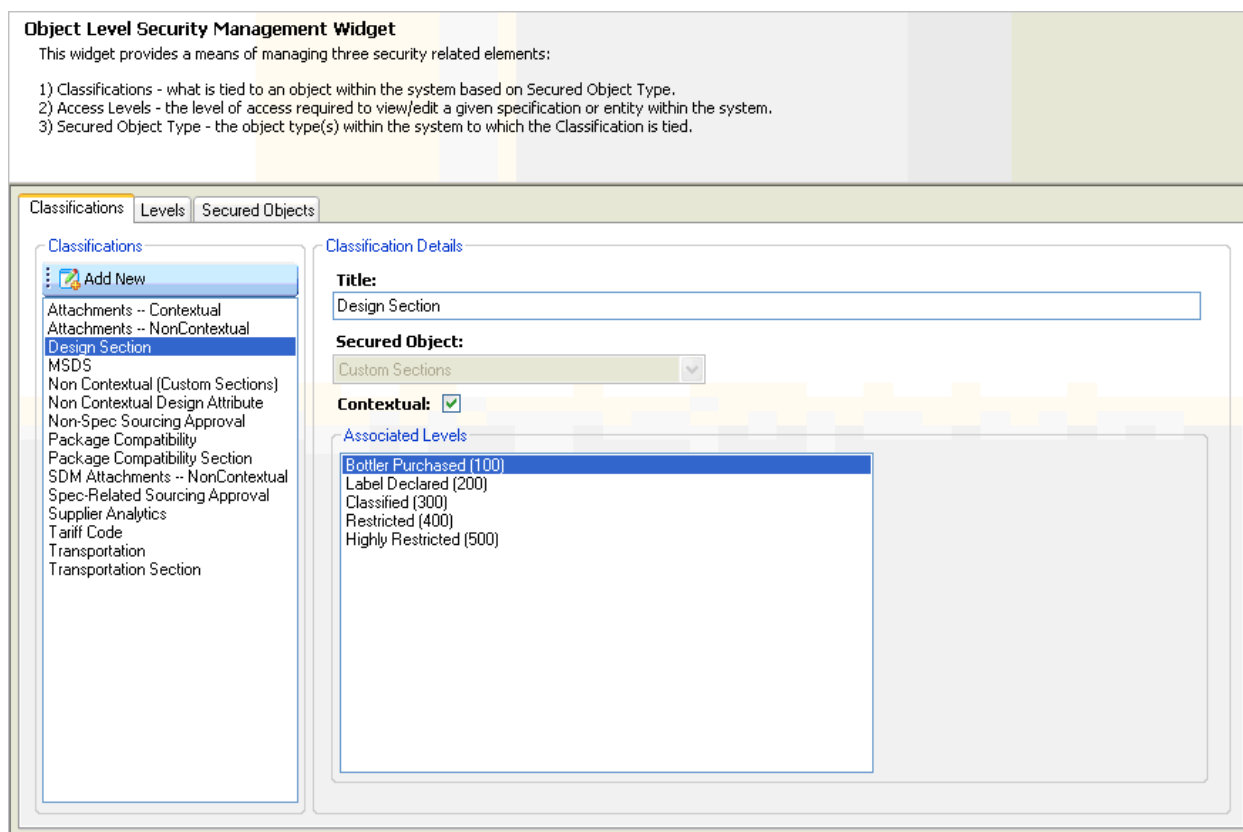 Object Level Security Management Widget
This widget provides a means of managing three security related elements:
1) Classifications - what is tied to an object within the system based on Secured Object Type.
2) Access Levels - the level of access required to view/edit a given specification or entity within the system.
3) Secured Object Type - the object type(s) within the system to which the Classification is tied.
Classifications Levels Secured Objects
Classifications
Add New
Attachments -- Contextual
Attachments -- NonContextual
Design Section
MSDS
Non Contextual (Custom Sections)
Non Contextual Design Attribute
Non-Spec Sourcing Approval
Package Compatibility
Package Compatibility Section
SDM Attachments -- NonContextual
Spec-Related Sourcing Approval
Supplier Analytics
Tariff Code
Transportation
Transportation Section
Classification Details
Title:
Design Section
Secured Object:
Custom Sections
Contextual:
Associated Levels
Bottler Purchased (100)
Label Declared (200)
Classified (300)
Restricted (400)
Highly Restricted (500)